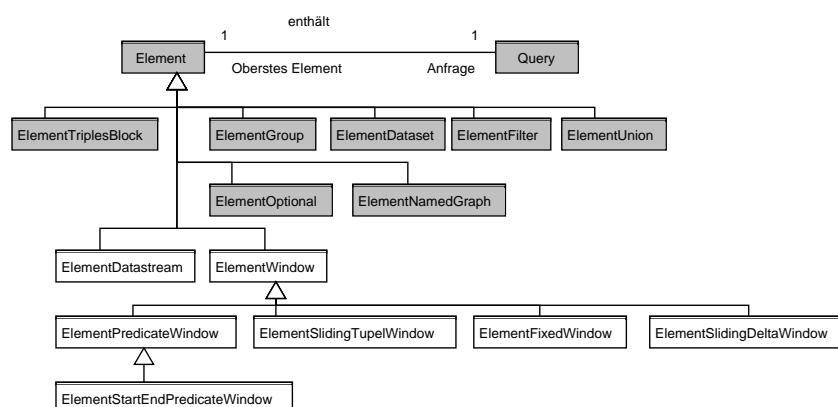 enthält
1
1
Element
Query
Oberstes Element
Anfrage
ElementTriplesBlock
ElementGroup
ElementDataset
ElementFilter
ElementUnion
ElementOptional
ElementNamedGraph
ElementDatastream
ElementWindow
ElementPredicateWindow
ElementSlidingTupelWindow
ElementFixedWindow
ElementSlidingDeltaWindow
ElementStartEndPredicateWindow